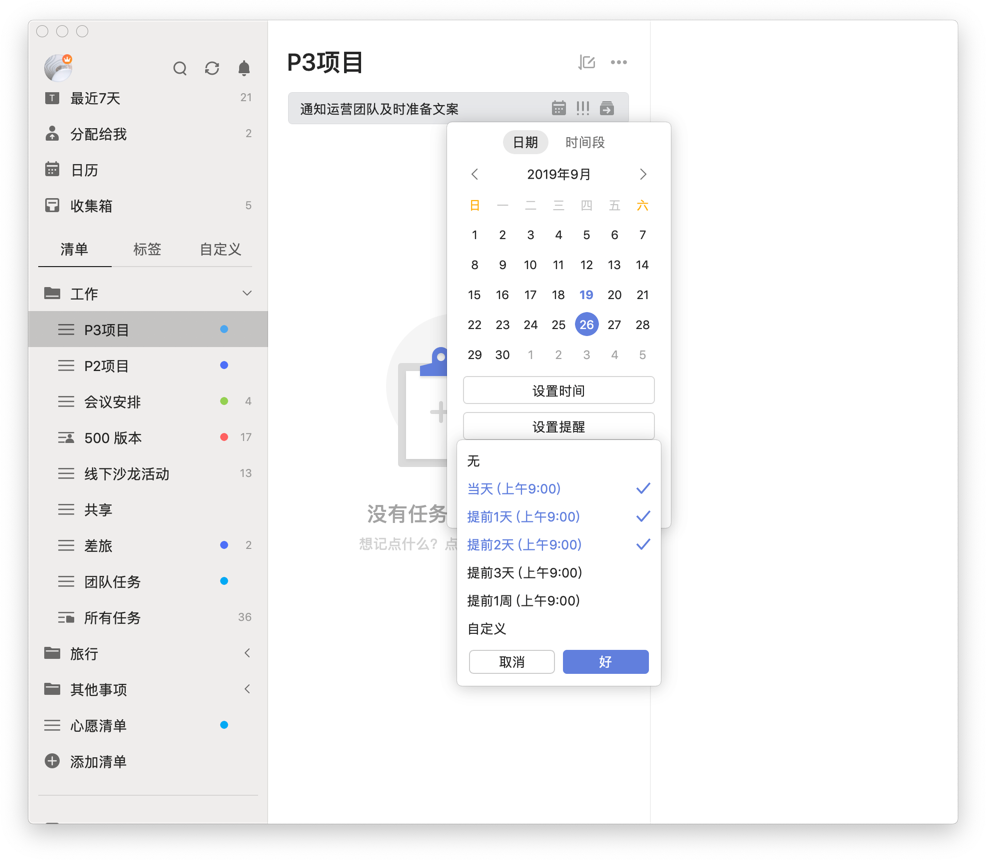 最近7天 21
分配给我 2
日历
收集箱 5
清单 标签 自定义
工作
P3项目
P2项目
会议安排 4
500 版本 17
线下沙龙活动 13
共享
差旅 2
团队任务
所有任务 36
旅行
其他事项
心愿清单
添加清单
P3项目
通知运营团队及时准备文案
没有任务
想记点什么？点
日期 时间段
2019年9月
日 一 二 三 四 五 六
1 2 3 4 5 6 7
8 9 10 11 12 13 14
15 16 17 18 19 20 21
22 23 24 25 26 27 28
29 30 1 2 3 4 5
设置时间
设置提醒
无
当天 (上午9:00)
提前1天 (上午9:00)
提前2天 (上午9:00)
提前3天 (上午9:00)
提前1周 (上午9:00)
自定义
取消 好